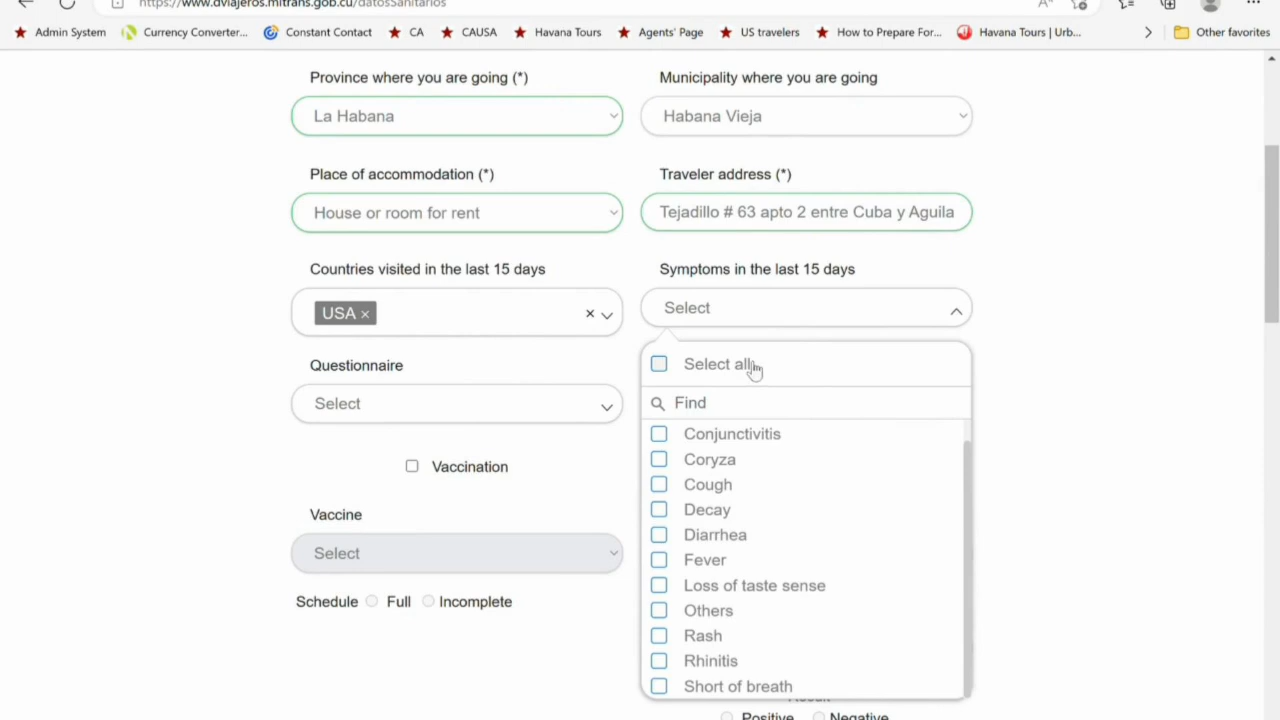 https://www.dviajeros.mitrans.gob.cu/datosSanitarios
Admin System Currency Converter... Constant Contact CA CAUSA Havana Tours Agents' Page US travelers How to Prepare For... Havana Tours | Urb... Other favorites
Province where you are going (*) Municipality where you are going
La Habana Habana Vieja
Place of accommodation (*) Traveler address (*)
House or room for rent Tejadillo # 63 apto 2 entre Cuba y Aguila
Countries visited in the last 15 days Symptoms in the last 15 days
USA × Select
Questionnaire
Select
Vaccination
Vaccine
Select
Schedule Full Incomplete
Select all
Find
Conjunctivitis
Coryza
Cough
Decay
Diarrhea
Fever
Loss of taste sense
Others
Rash
Rhinitis
Short of breath
Result
Positive Negative